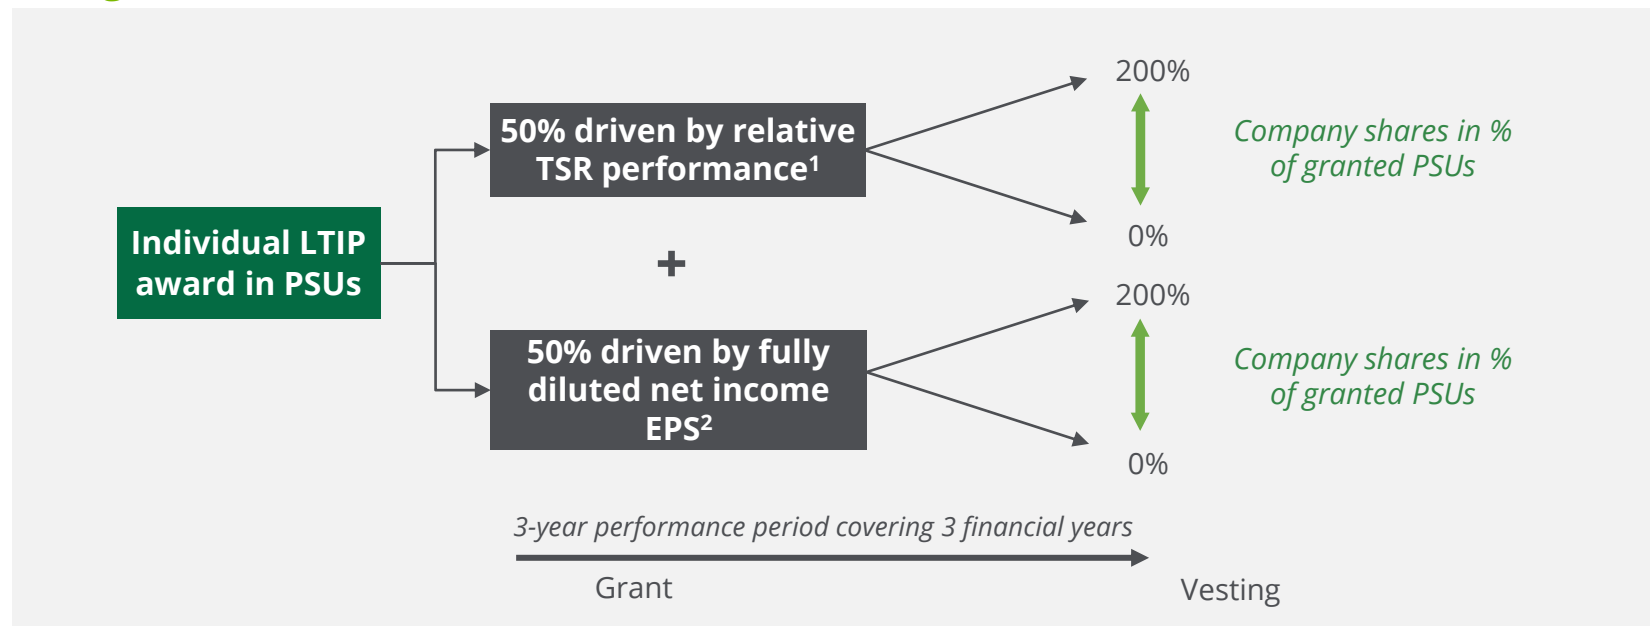 Individual LTIP
award in PSUs
50% driven by relative
TSR performance¹
+
50% driven by fully
diluted net income
EPS²
200%
0%
Company shares in %
of granted PSUs
200%
0%
Company shares in %
of granted PSUs
3-year performance period covering 3 financial years
Grant
Vesting